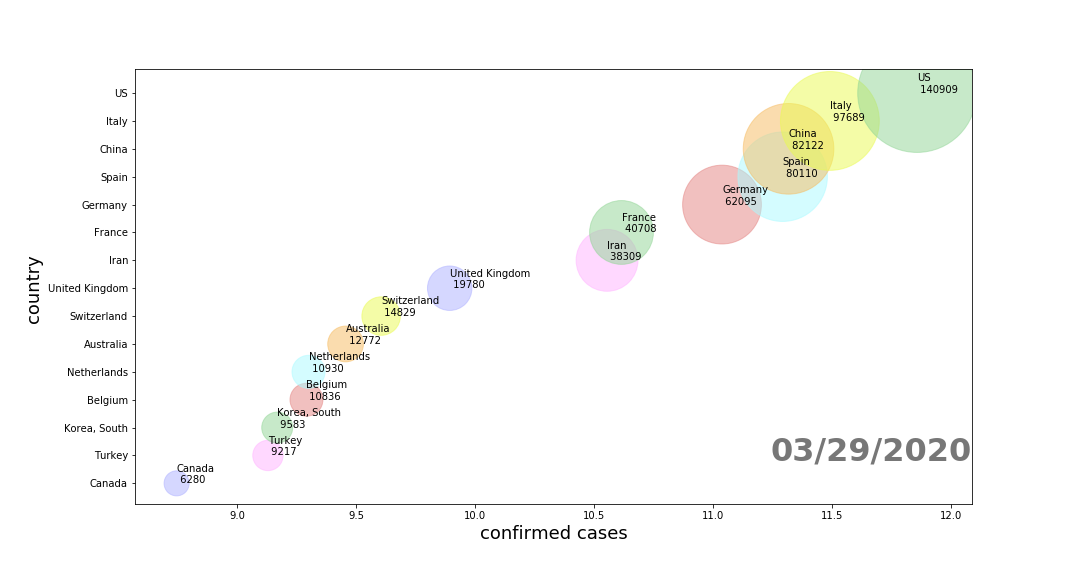 US
140909
Italy
97689
China
82122
Spain
80110
Germany
62095
France
40708
Iran
38309
United Kingdom
19780
Switzerland
14829
Australia
12772
Netherlands
10930
Belgium
10836
Korea, South
9583
Turkey
9217
Canada
6280
03/29/2020
country
US
Italy
China
Spain
Germany
France
Iran
United Kingdom
Switzerland
Australia
Netherlands
Belgium
Korea, South
Turkey
Canada
9.0 9.5 10.0 10.5 11.0 11.5 12.0
confirmed cases